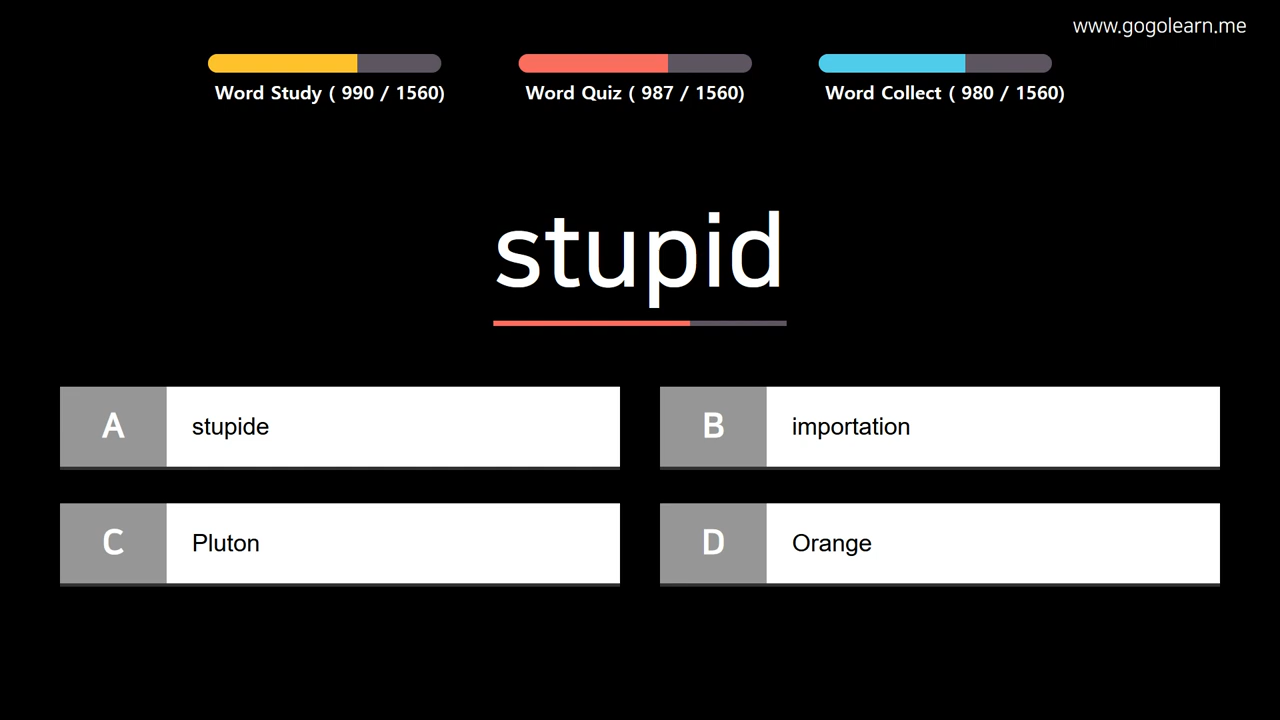 www.gogolearn.me
Word Study ( 990 / 1560)
Word Quiz ( 987 / 1560)
Word Collect ( 980 / 1560)
stupid
A
stupide
B
importation
C
Pluton
D
Orange